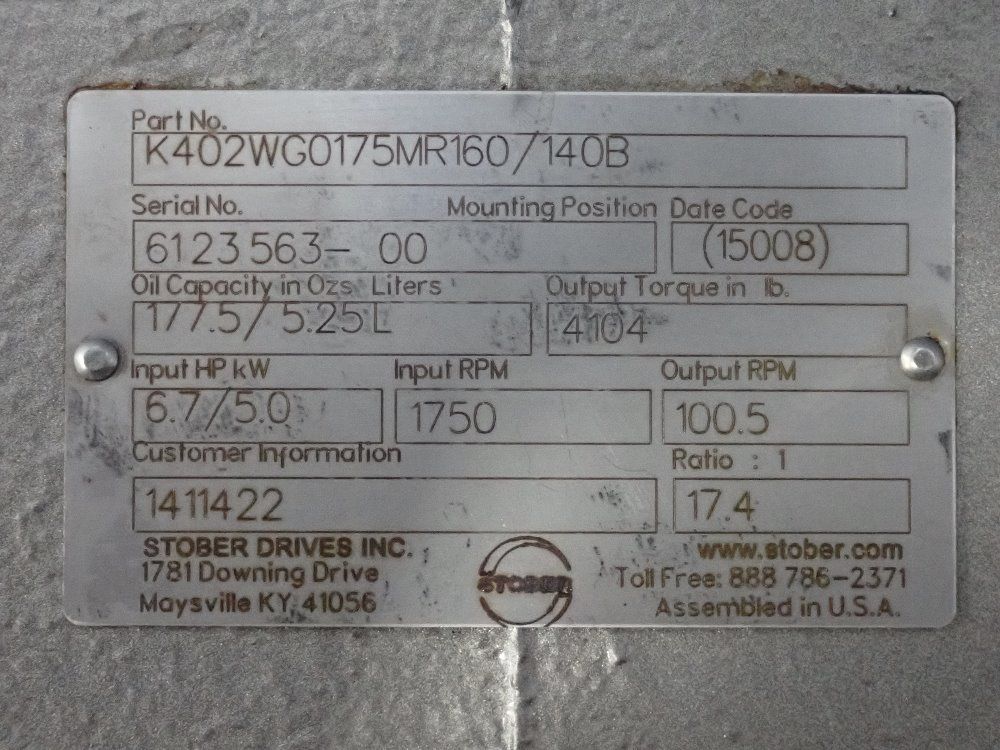 Part No.
K402WG0175MR160/140B
Serial No. Mounting Position Date Code
6123563- 00 (15008)
Oil Capacity in Ozs Liters Output Torque in lb.
177.5/ 5.25L 4104
Input HP kW Input RPM Output RPM
6.7/5.0 1750 100.5
Customer Information Ratio : 1
1411422 17.4
STOBER DRIVES INC. www.stober.com
1781 Downing Drive STOBER Toll Free: 888 786-2371
Maysville KY, 41056 Assembled in U.S.A.